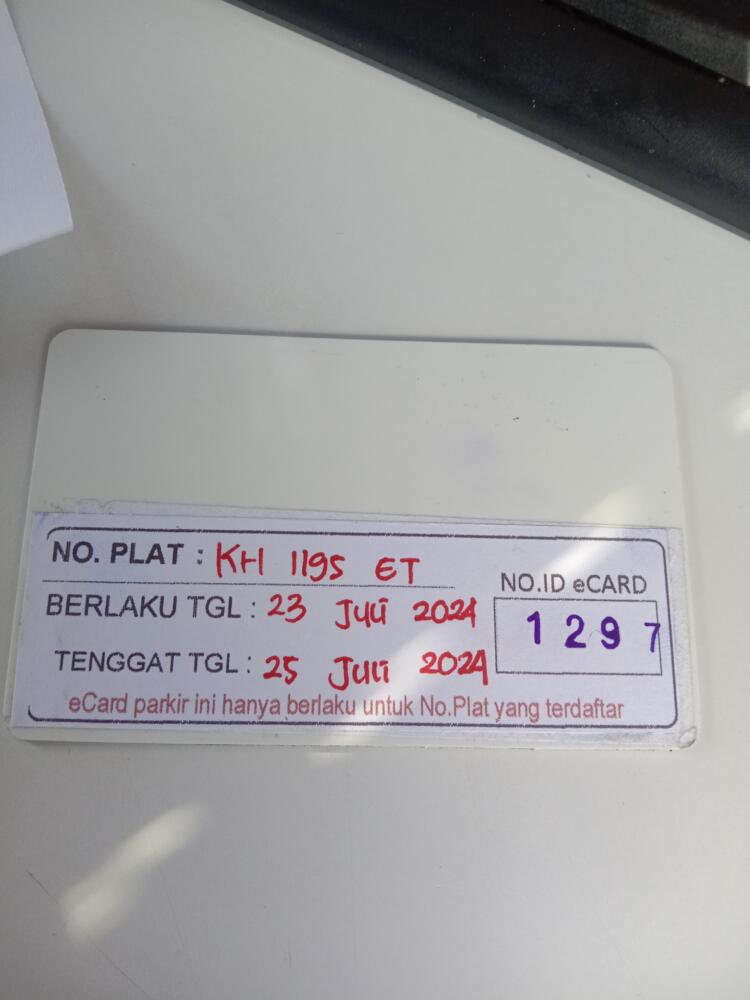 NO. PLAT : KH 1195 ET
BERLAKU TGL : 23 Juli 2024
TENGGAT TGL : 25 Juli 2024
NO.ID eCARD
1297
eCard parkir ini hanya berlaku untuk No.Plat yang terdaftar